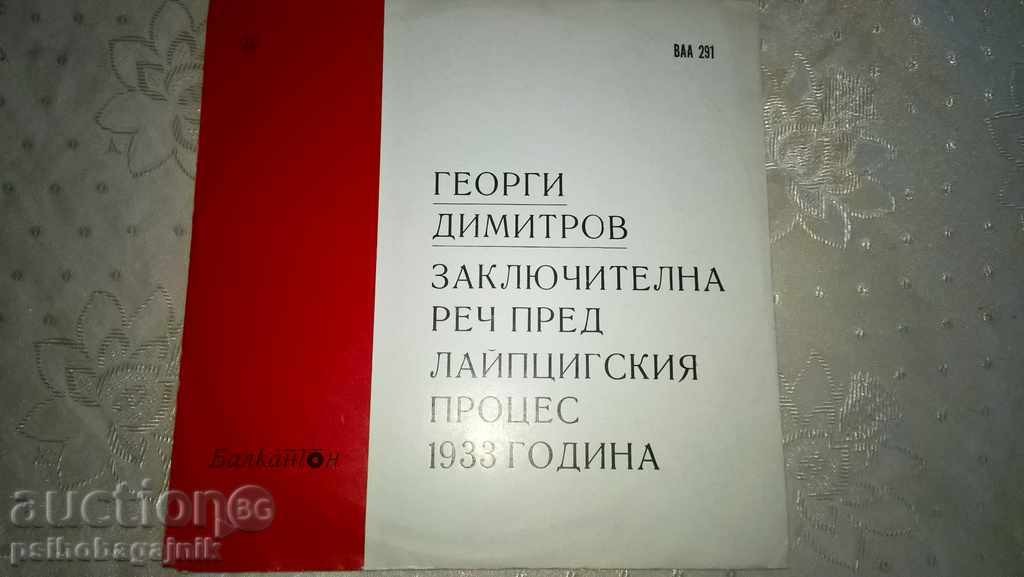 ВАА 291
ГЕОРГИ
ДИМИТРОВ
ЗАКЛЮЧИТЕЛНА
РЕЧ ПРЕД
ЛАЙПЦИГСКИЯ
ПРОЦЕС
1933 ГОДИНА
Балкантон
auction BG
psihobagajnik